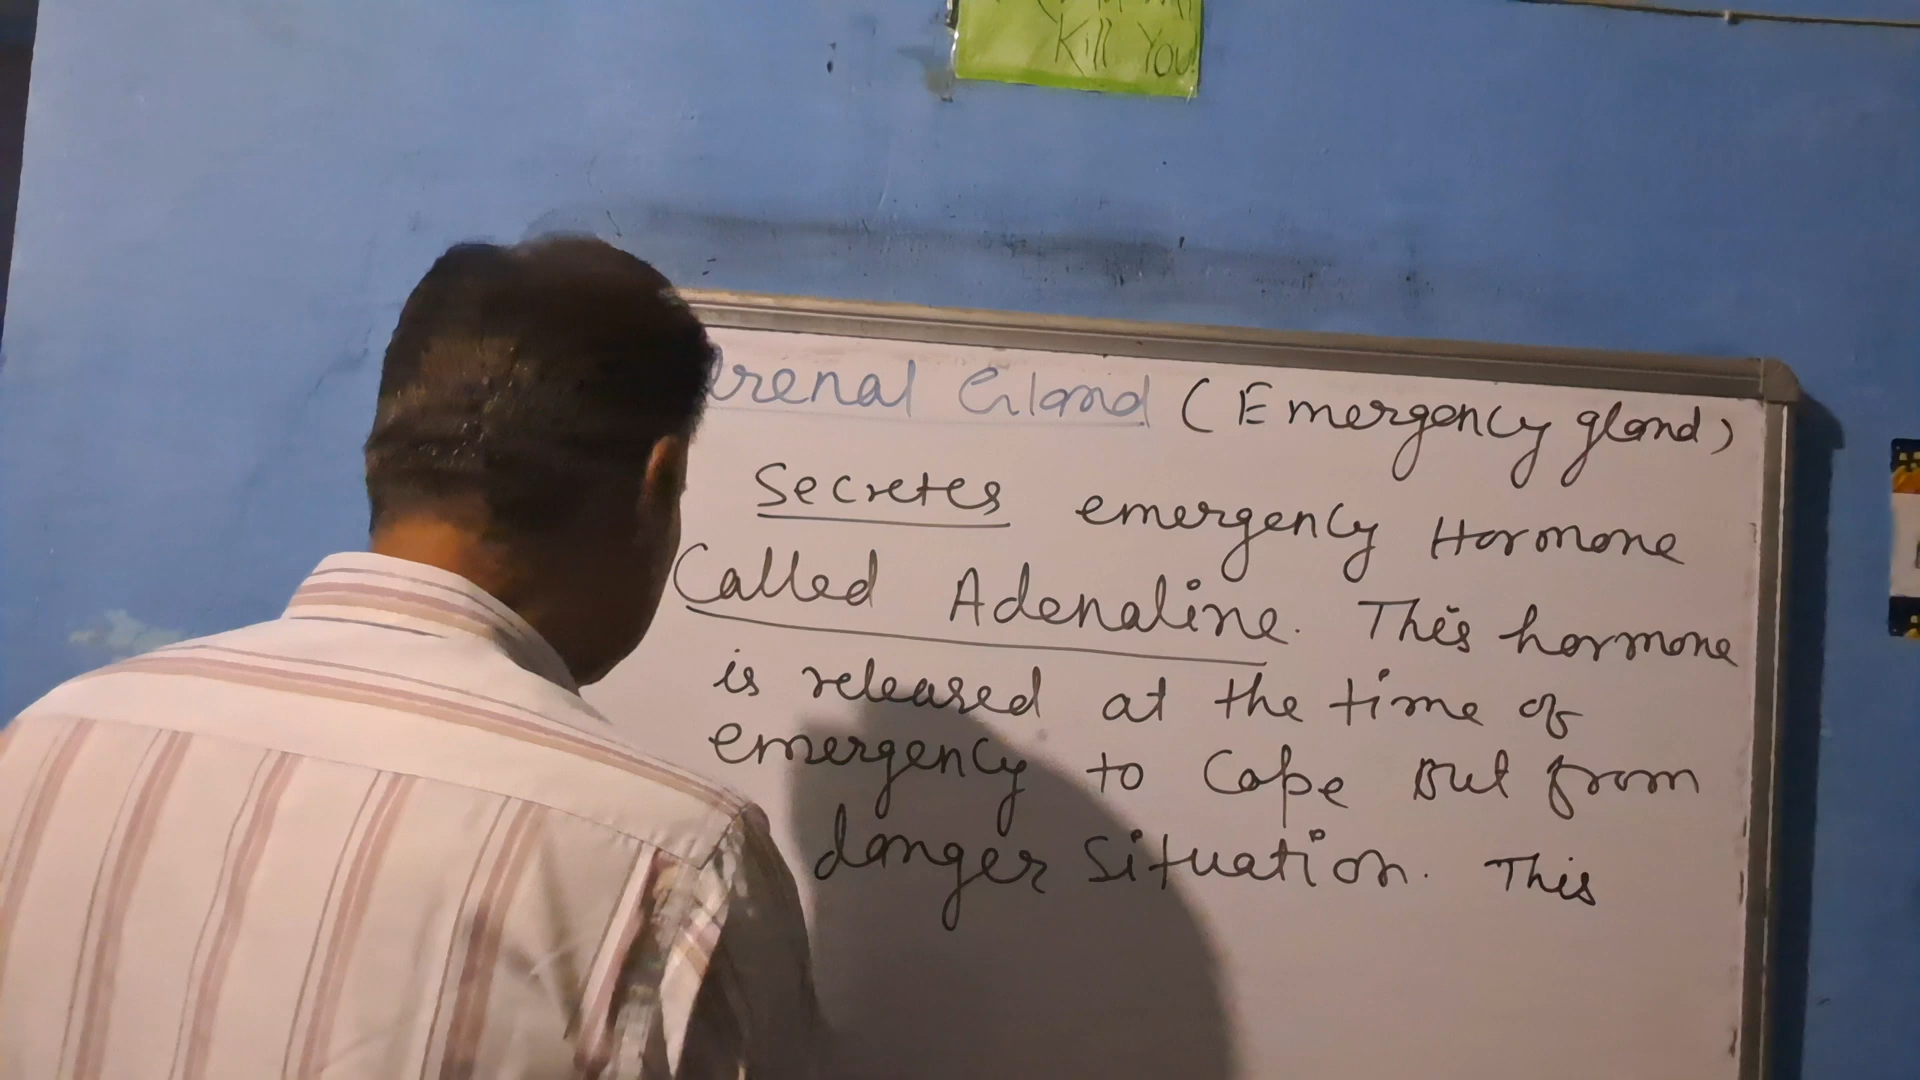 Kill You!
drenal Gland (Emergency gland)
Secretes emergency Hormone
Called Adenaline. This hormone
is released at the time of
emergency to Cope out from
danger Situation. This